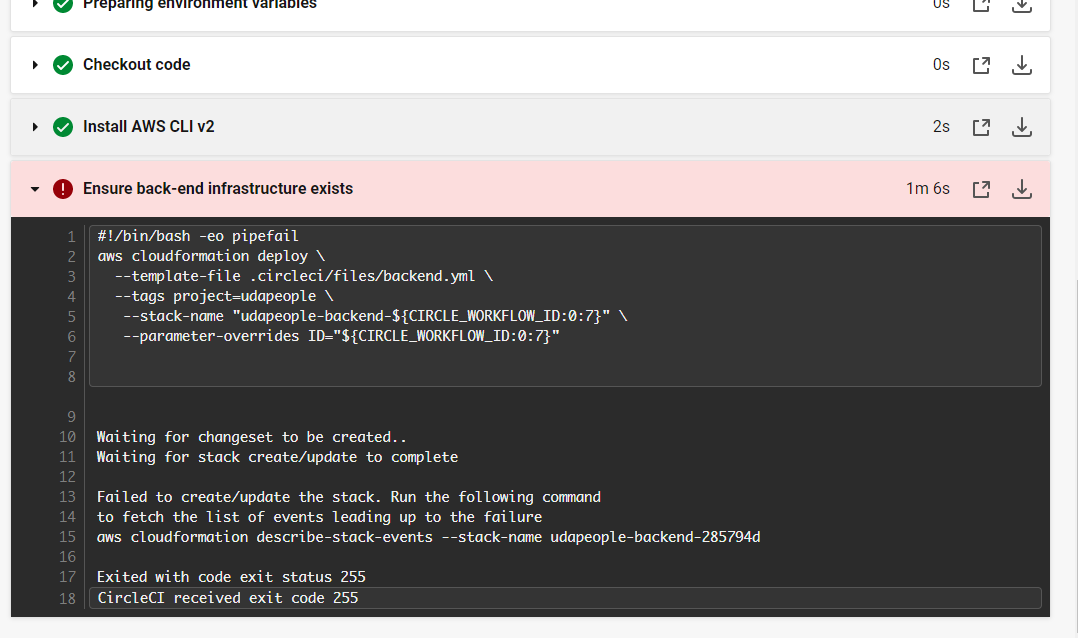 Preparing environment variables 0s
Checkout code 0s
Install AWS CLI v2 2s
Ensure back-end infrastructure exists 1m 6s
1 #!/bin/bash -eo pipefail
2 aws cloudformation deploy \
3   --template-file .circleci/files/backend.yml \
4   --tags project=udapeople \
5    --stack-name "udapeople-backend-${CIRCLE_WORKFLOW_ID:0:7}" \
6    --parameter-overrides ID="${CIRCLE_WORKFLOW_ID:0:7}"
7
8
9
10 Waiting for changeset to be created..
11 Waiting for stack create/update to complete
12
13 Failed to create/update the stack. Run the following command
14 to fetch the list of events leading up to the failure
15 aws cloudformation describe-stack-events --stack-name udapeople-backend-285794d
16
17 Exited with code exit status 255
18 CircleCI received exit code 255